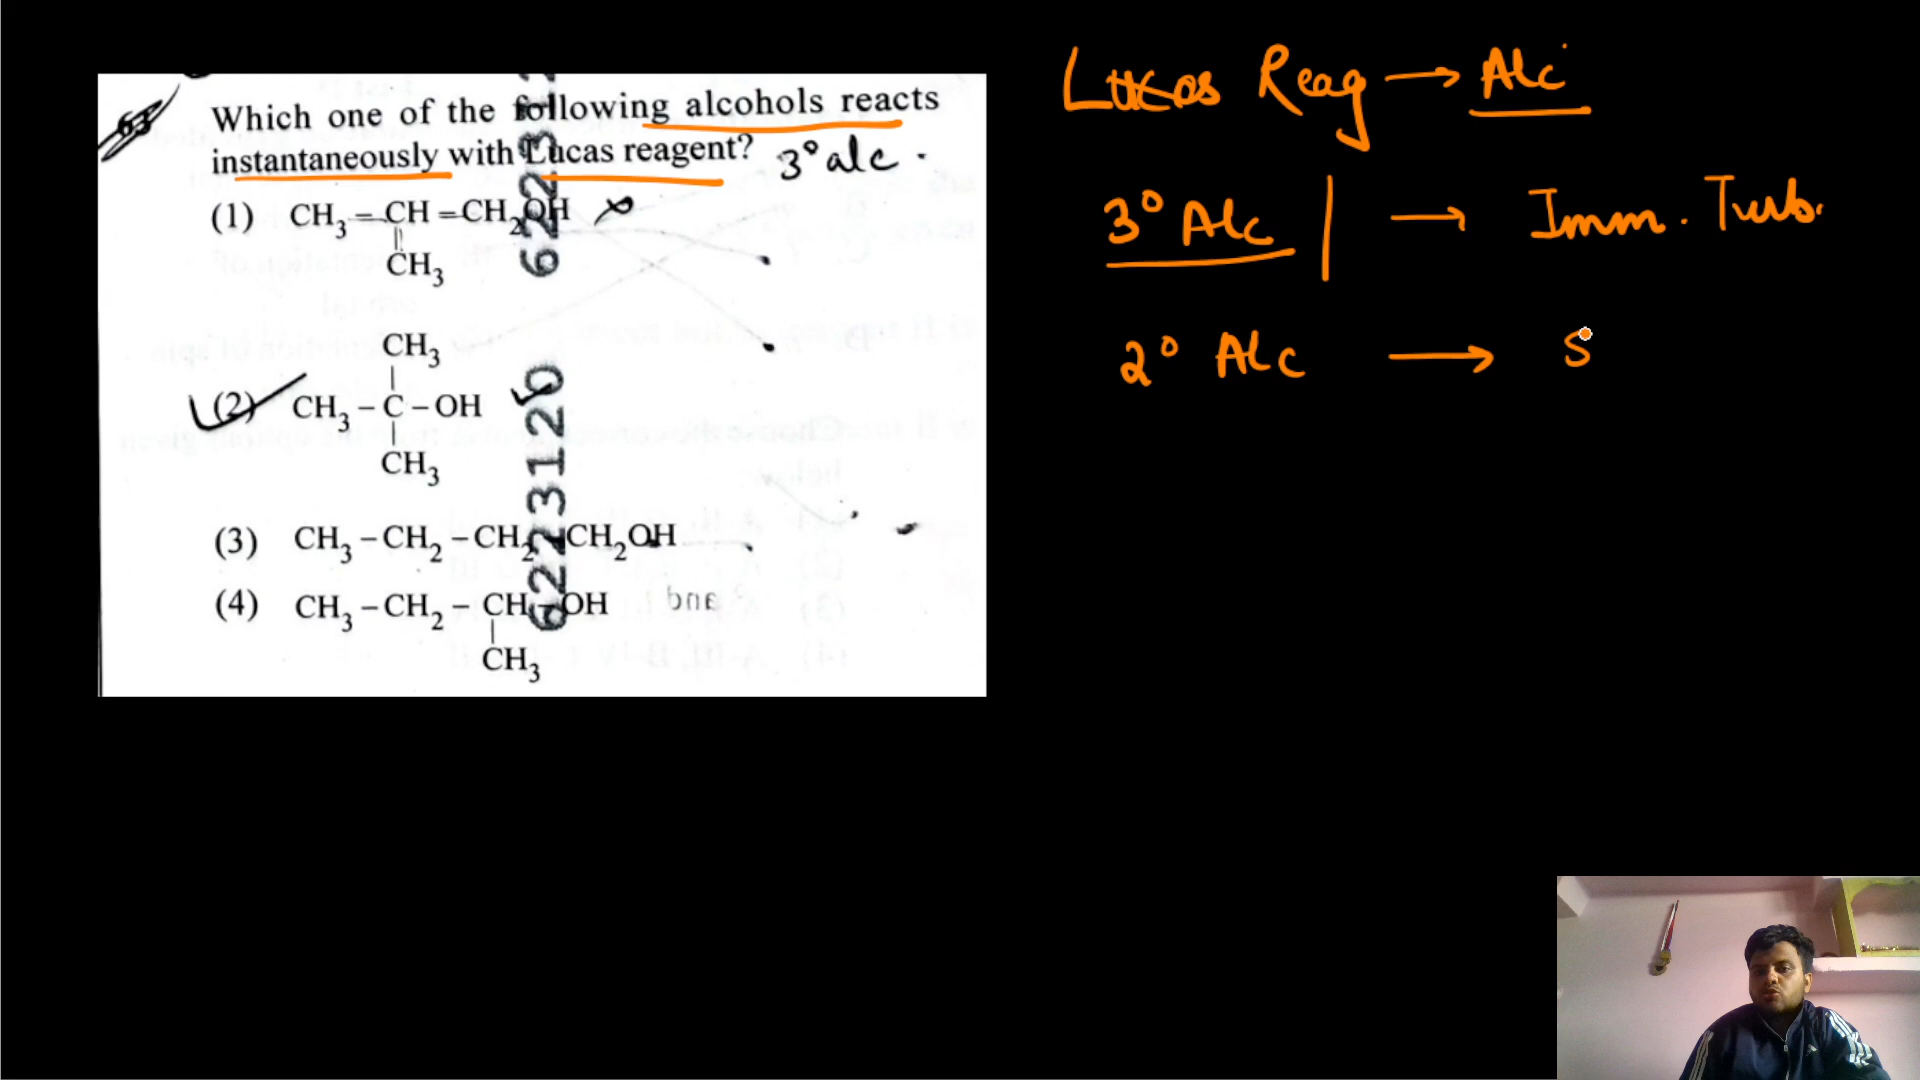 63
Which one of the following alcohols reacts
instantaneously with Lucas reagent? 3° alc.
(1) CH₃ – CH – CH₂OH
CH₃
CH₃
(2) CH₃ – C – OH
CH₃
(3) CH₃ – CH₂ – CH₂ CH₂OH
(4) CH₃ – CH₂ – CH – OH
CH₃
6223120
Lucas Reag → Alc
3° Alc → Imm. Turb.
2° Alc → S